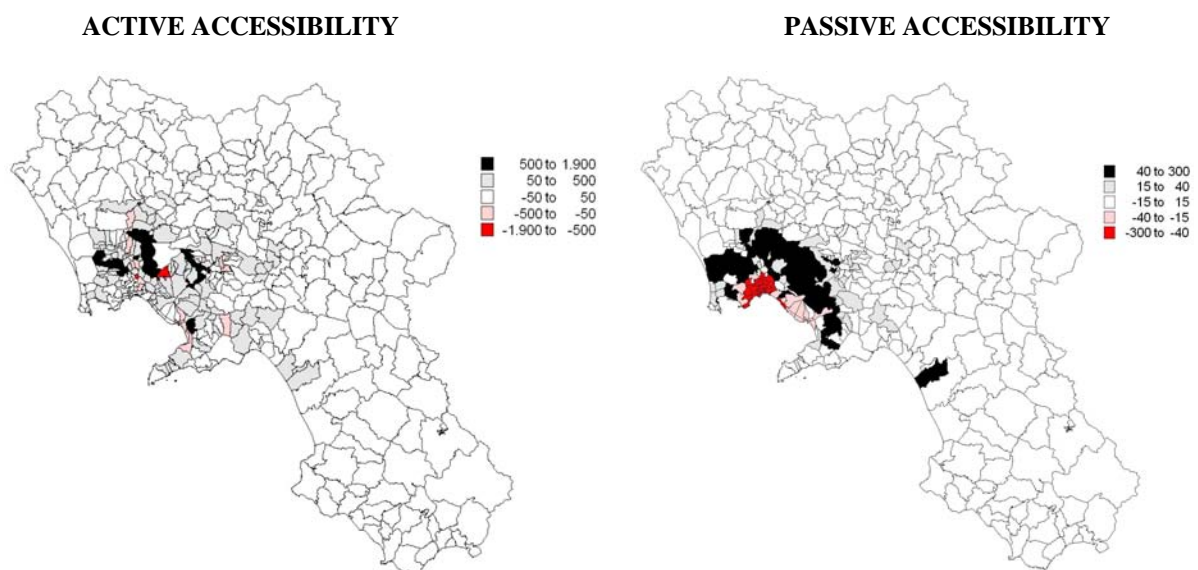 ACTIVE ACCESSIBILITY
PASSIVE ACCESSIBILITY
500 to 1.900
50 to 500
-50 to 50
-500 to -50
-1.900 to -500
40 to 300
15 to 40
-15 to 15
-40 to -15
-300 to -40